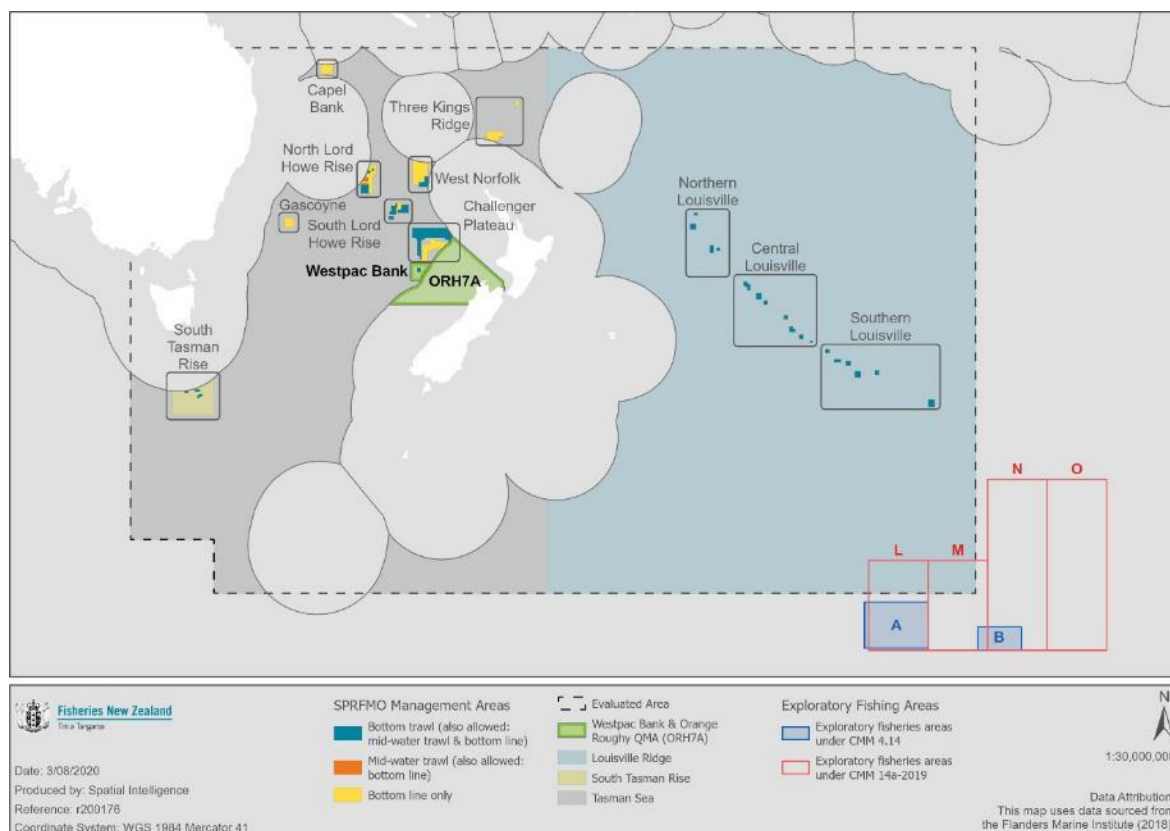 Capel
Bank
Three Kings
Ridge
North Lord
Howe Rise
West Norfolk
Gascoyne
South Lord
Howe Rise
Challenger
Plateau
Westpac Bank
ORH7A
South
Tasman
Rise
Northern
Louisville
Central
Louisville
Southern
Louisville
N
O
L
M
A
B
Fisheries New Zealand
Tini a Tangaroa
Date: 3/08/2020
Produced by: Spatial Intelligence
Reference: r200176
Coordinate System: WGS 1984 Mercator 41
SPRFMO Management Areas
Bottom trawl (also allowed:
mid-water trawl & bottom line)
Mid-water trawl (also allowed:
bottom line)
Bottom line only
Evaluated Area
Westpac Bank & Orange
Roughy QMA (ORH7A)
Louisville Ridge
South Tasman Rise
Tasman Sea
Exploratory Fishing Areas
Exploratory fisheries areas
under CMM 4.14
Exploratory fisheries areas
under CMM 14a-2019
N
1:30,000,000
Data Attribution
This map uses data sourced from
the Flanders Marine Institute (2018)